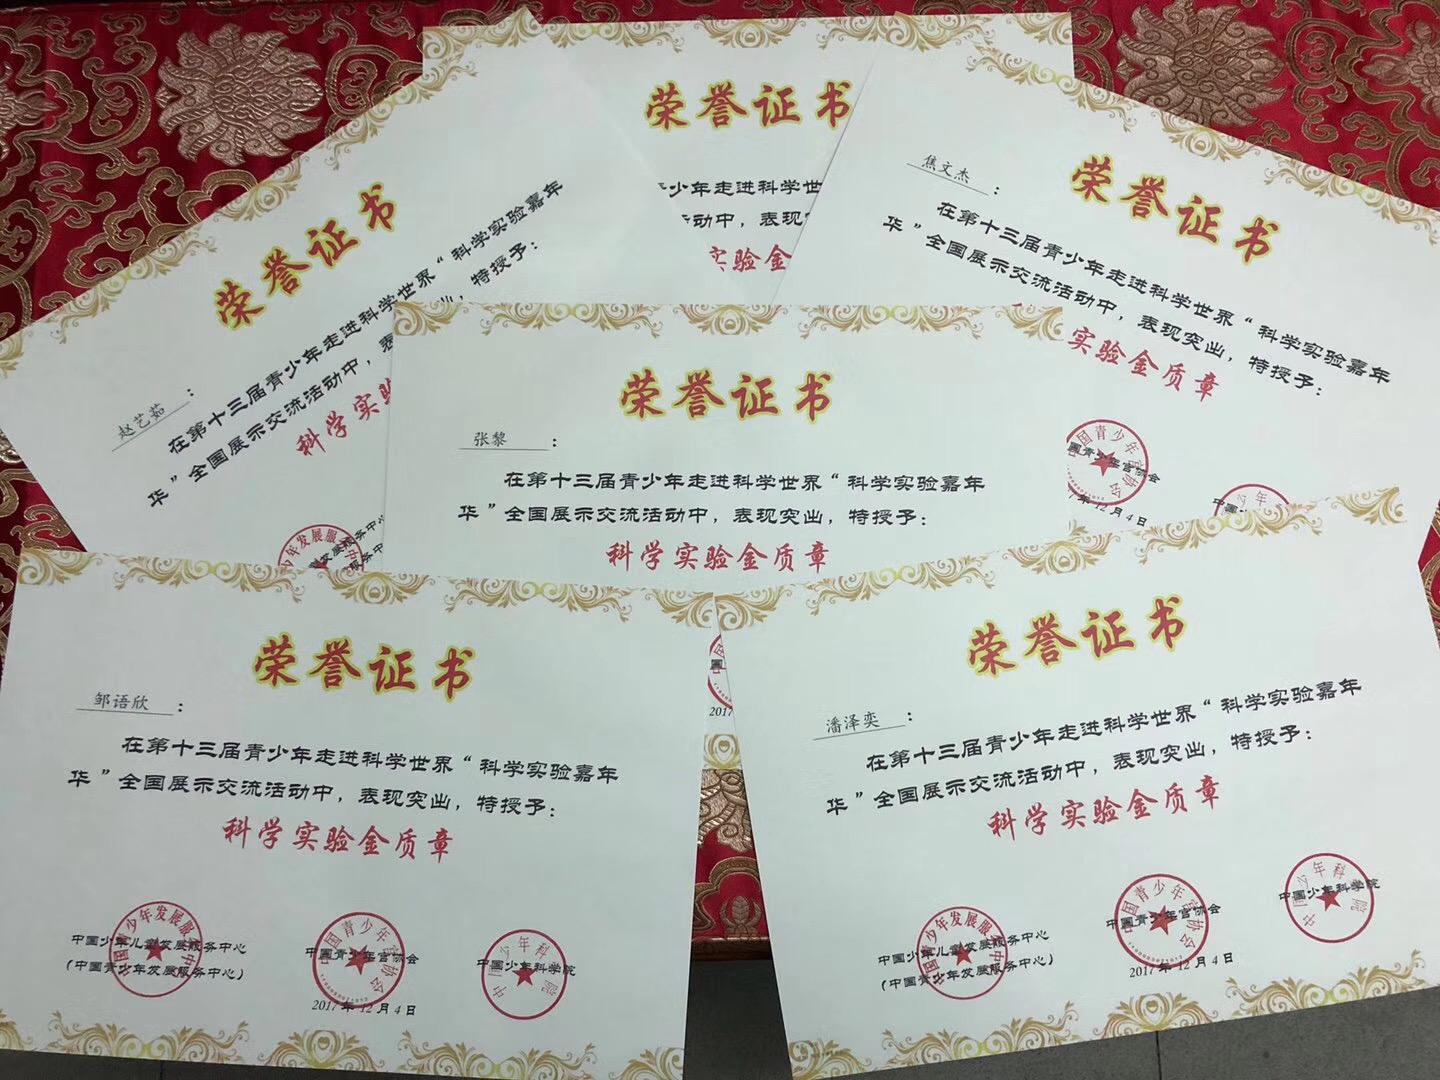 荣誉证书
青少年走进科学世
活动中，表现
实验金
荣誉证书
赵艺茹：
在第十三届青少年走进科学世界“科学实验嘉年
华”全国展示交流活动中，表 出，特授予：
科学实验
年发展服务中心
荣誉证书
焦文杰：
在第十三届青少年走进科学世界“科学实验嘉年
华”全国展示交流活动中，表现突出，特授予：
实验金质章
国青少年宫协会
中国
年12月4日
荣誉证书
张黎：
在第十三届青少年走进科学世界“科学实验嘉年
华”全国展示交流活动中，表现突出，特授予：
科学实验金质章
2017
荣誉证书
邹语欣：
在第十三届青少年走进科学世界“科学实验嘉年
华”全国展示交流活动中，表现突出，特授予：
科学实验金质章
中国少年儿童发展服务中心
（中国青少年发展服务中心）
中国青少年宫协会
中国少年科学院
2017年12月4日
荣誉证书
潘泽奕：
在第十三届青少年走进科学世界“科学实验嘉年
华”全国展示交流活动中，表现突出，特授予：
科学实验金质章
中国少年儿童发展服务中心
（中国青少年发展服务中心）
中国青少年宫协会
中国少年科学院
2017年12月4日